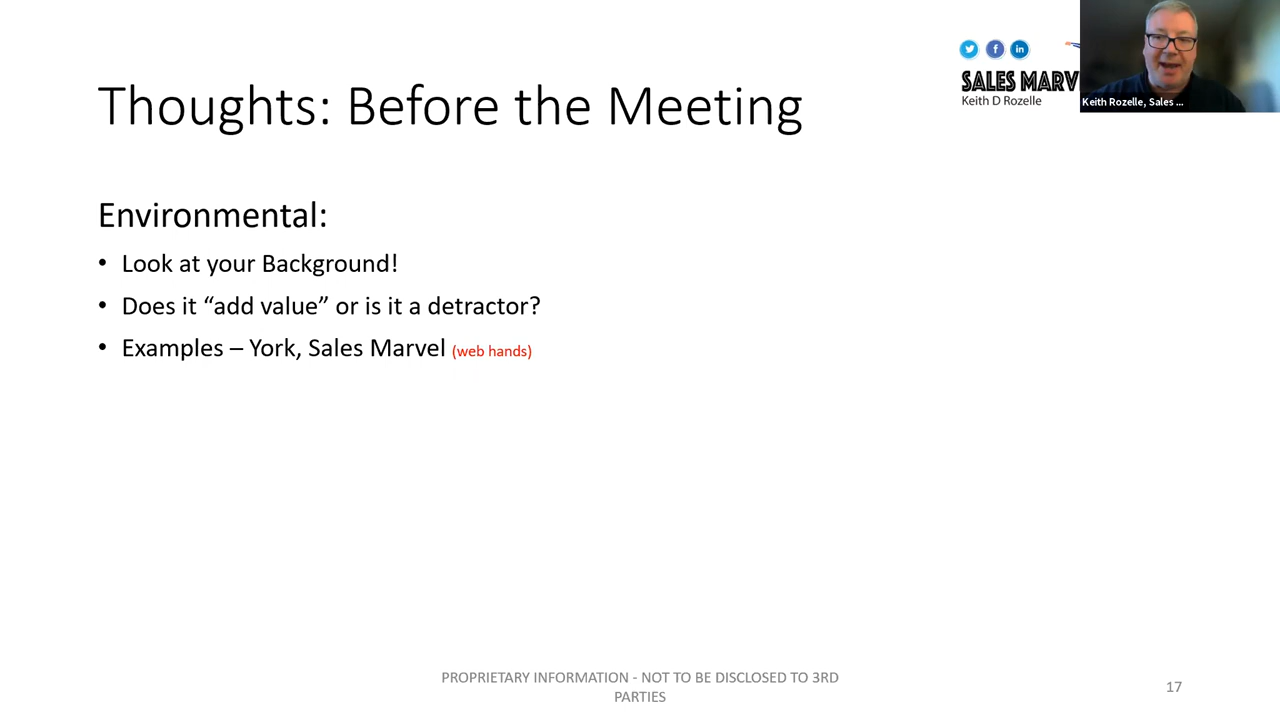 Thoughts: Before the Meeting
SALES MARV
Keith D Rozelle
Keith Rozelle, Sales ...
Environmental:
• Look at your Background!
• Does it “add value” or is it a detractor?
• Examples – York, Sales Marvel (web hands)
PROPRIETARY INFORMATION - NOT TO BE DISCLOSED TO 3RD
PARTIES
17